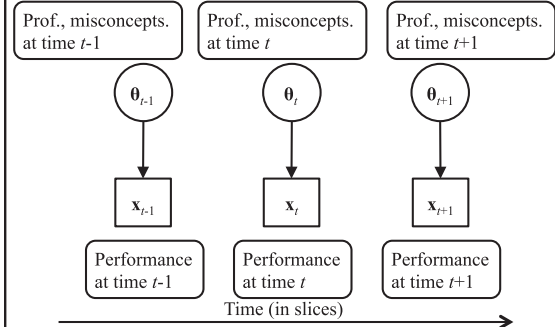 Prof., misconcepts.
at time t-1
Prof., misconcepts.
at time t
Prof., misconcepts.
at time t+1
θt-1
θt
θt+1
xt-1
xt
xt+1
Performance
at time t-1
Performance
at time t
Performance
at time t+1
Time (in slices)